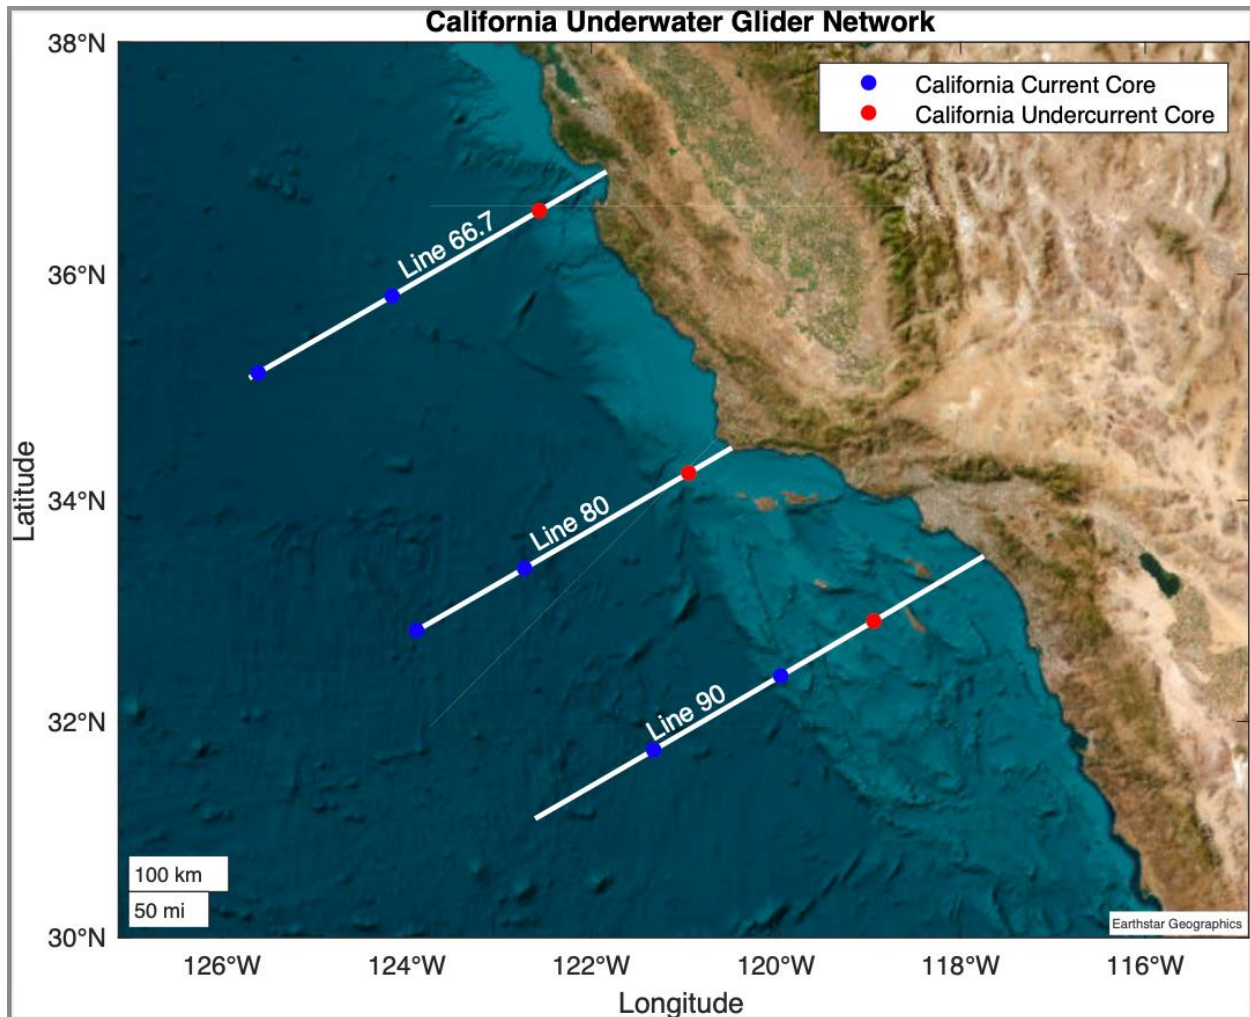 California Underwater Glider Network
38°N
California Current Core
California Undercurrent Core
Line 66.7
36°N
Latitude
34°N
Line 80
Line 90
32°N
100 km
50 mi
Earthstar Geographics
30°N
126°W 124°W 122°W 120°W 118°W 116°W
Longitude